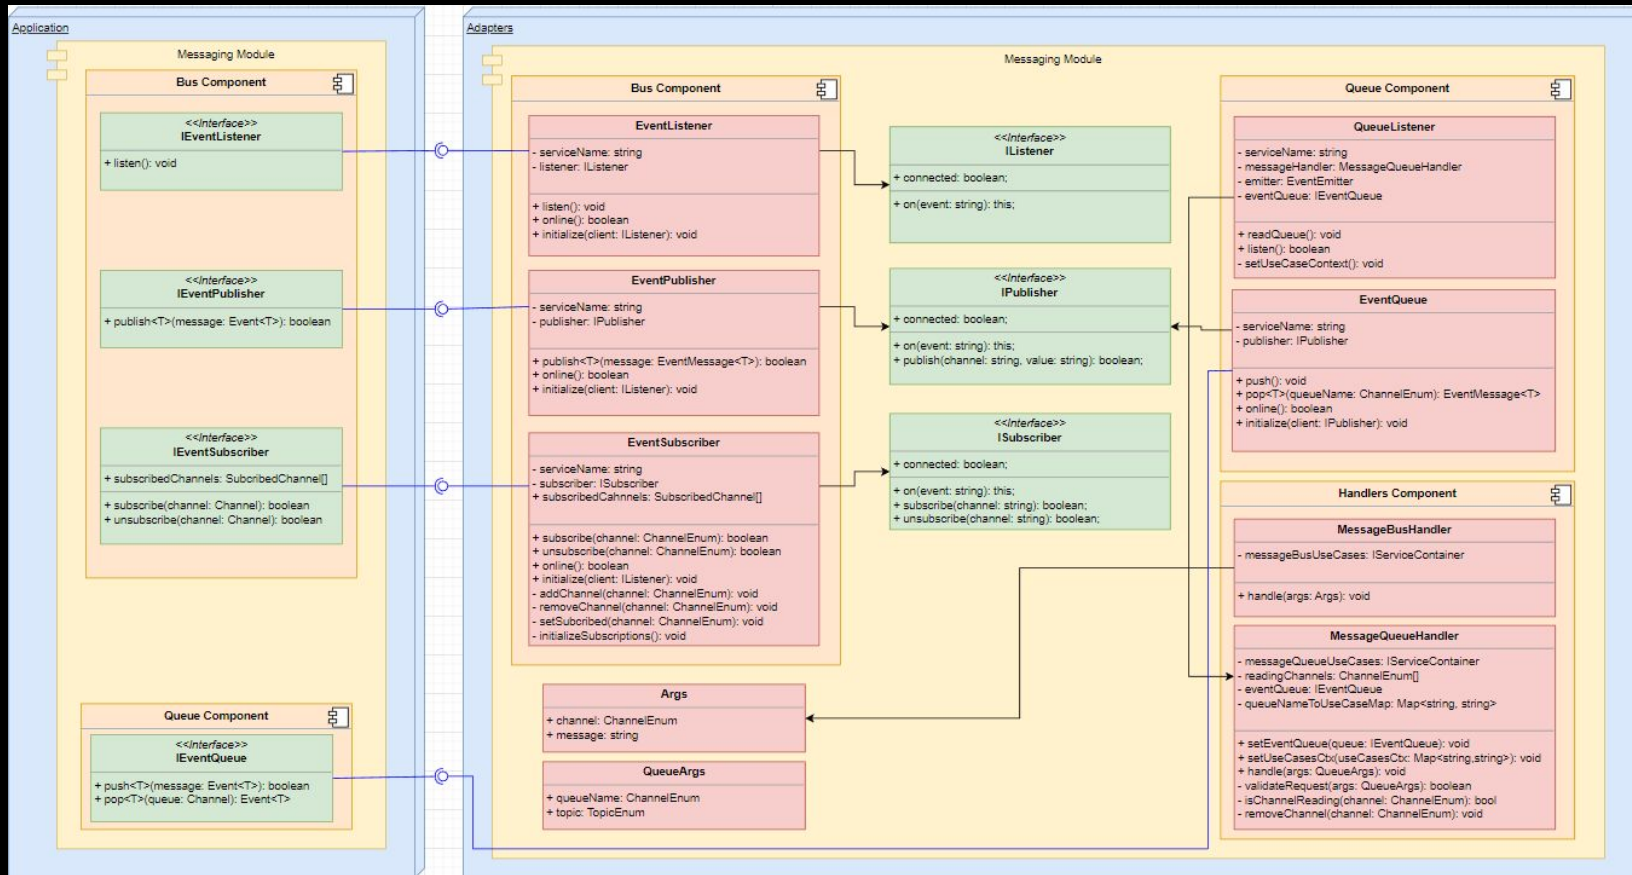 Application
Messaging Module
Bus Component
<<Interface>>
IEventListener
+ listen(): void
<<Interface>>
IEventPublisher
+ publish<T>(message: Event<T>): boolean
<<Interface>>
IEventSubscriber
+ subscribedChannels: SubcribedChannel[]
+ subscribe(channel: Channel): boolean
+ unsubscribe(channel: Channel): boolean
Queue Component
<<Interface>>
IEventQueue
+ push<T>(message: Event<T>): boolean
+ pop<T>(queue: Channel): Event<T>
Adapters
Messaging Module
Bus Component
EventListener
- serviceName: string
- listener: IListener
+ listen(): void
+ online(): boolean
+ initialize(client: IListener): void
EventPublisher
- serviceName: string
- publisher: IPublisher
+ publish<T>(message: EventMessage<T>): boolean
+ online(): boolean
+ initialize(client: IListener): void
EventSubscriber
- serviceName: string
- subscriber: ISubscriber
+ subscribedCahnnels: SubscribedChannel[]
+ subscribe(channel: ChannelEnum): boolean
+ unsubscribe(channel: ChannelEnum): boolean
+ online(): boolean
+ initialize(client: IListener): void
- addChannel(channel: ChannelEnum): void
- removeChannel(channel: ChannelEnum): void
- setSubcribed(channel: ChannelEnum): void
- initializeSubscriptions(): void
Args
+ channel: ChannelEnum
+ message: string
QueueArgs
+ queueName: ChannelEnum
+ topic: TopicEnum
<<Interface>>
IListener
+ connected: boolean;
+ on(event: string): this;
<<Interface>>
IPublisher
+ connected: boolean;
+ on(event: string): this;
+ publish(channel: string, value: string): boolean;
<<Interface>>
ISubscriber
+ connected: boolean;
+ on(event: string): this;
+ subscribe(channel: string): boolean;
+ unsubscribe(channel: string): boolean;
Queue Component
QueueListener
- serviceName: string
- messageHandler: MessageQueueHandler
- emitter: EventEmitter
- eventQueue: IEventQueue
+ readQueue(): void
+ listen(): boolean
- setUseCaseContext(): void
EventQueue
- serviceName: string
- publisher: IPublisher
+ push(): void
+ pop<T>(queueName: ChannelEnum): EventMessage<T>
+ online(): boolean
+ initialize(client: IPublisher): void
Handlers Component
MessageBusHandler
- messageBusUseCases: IServiceContainer
+ handle(args: Args): void
MessageQueueHandler
- messageQueueUseCases: IServiceContainer
- readingChannels: ChannelEnum[]
- eventQueue: IEventQueue
- queueNameToUseCaseMap: Map<string, string>
+ setEventQueue(queue: IEventQueue): void
+ setUseCasesCtx(useCasesCtx: Map<string,string>): void
+ handle(args: QueueArgs): void
- validateRequest(args: QueueArgs): boolean
- isChannelReading(channel: ChannelEnum): bool
- removeChannel(channel: ChannelEnum): void